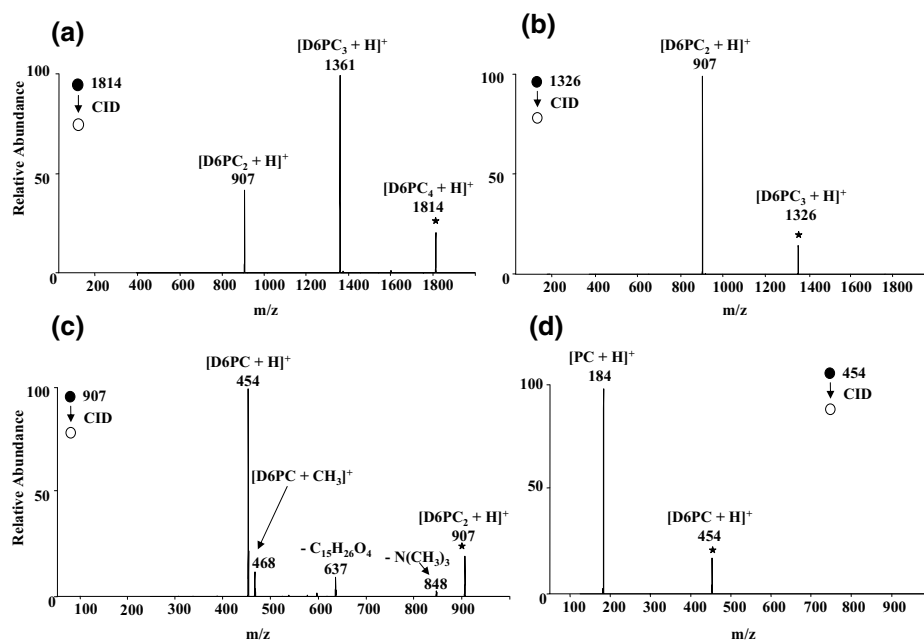 (a)
[D6PC₃ + H]⁺
1361
● 1814
CID
[D6PC₂ + H]⁺
907
[D6PC₄ + H]⁺
1814
★
Relative Abundance
100
50
0
200 400 600 800 1000 1200 1400 1600 1800
m/z
(b)
[D6PC₂ + H]⁺
907
● 1326
CID
[D6PC₃ + H]⁺
1326
★
100
50
0
200 400 600 800 1000 1200 1400 1600 1800
m/z
(c)
[D6PC + H]⁺
454
● 907
CID
[D6PC + CH₃]⁺
468
- C₁₅H₂₆O₄
637
- N(CH₃)₃
848
[D6PC₂ + H]⁺
907
★
Relative Abundance
100
50
0
100 200 300 400 500 600 700 800 900
m/z
(d)
[PC + H]⁺
184
● 454
CID
[D6PC + H]⁺
454
★
100
50
0
100 200 300 400 500 600 700 800 900
m/z